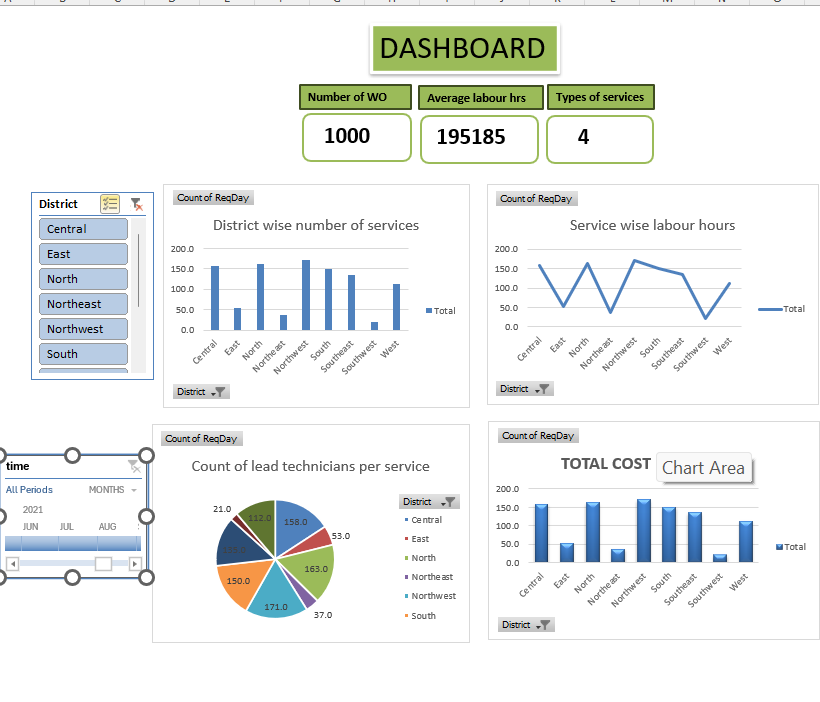 DASHBOARD
Number of WO
Average labour hrs
Types of services
1000
195185
4
District
Central
East
North
Northeast
Northwest
South
Count of ReqDay
District wise number of services
200.0
150.0
100.0
50.0
0.0
Central
East
North
Northeast
Northwest
South
Southeast
Southwest
West
Total
District
Count of ReqDay
Service wise labour hours
200.0
150.0
100.0
50.0
0.0
Central
East
North
Northeast
Northwest
South
Southeast
Southwest
West
Total
District
time
All Periods
MONTHS
2021
JUN JUL AUG
Count of ReqDay
Count of lead technicians per service
158.0
53.0
163.0
37.0
171.0
150.0
21.0
112.0
District
Central
East
North
Northeast
Northwest
South
Count of ReqDay
TOTAL COST
Chart Area
200.0
150.0
100.0
50.0
0.0
Central
East
North
Northeast
Northwest
South
Southeast
Southwest
West
Total
District